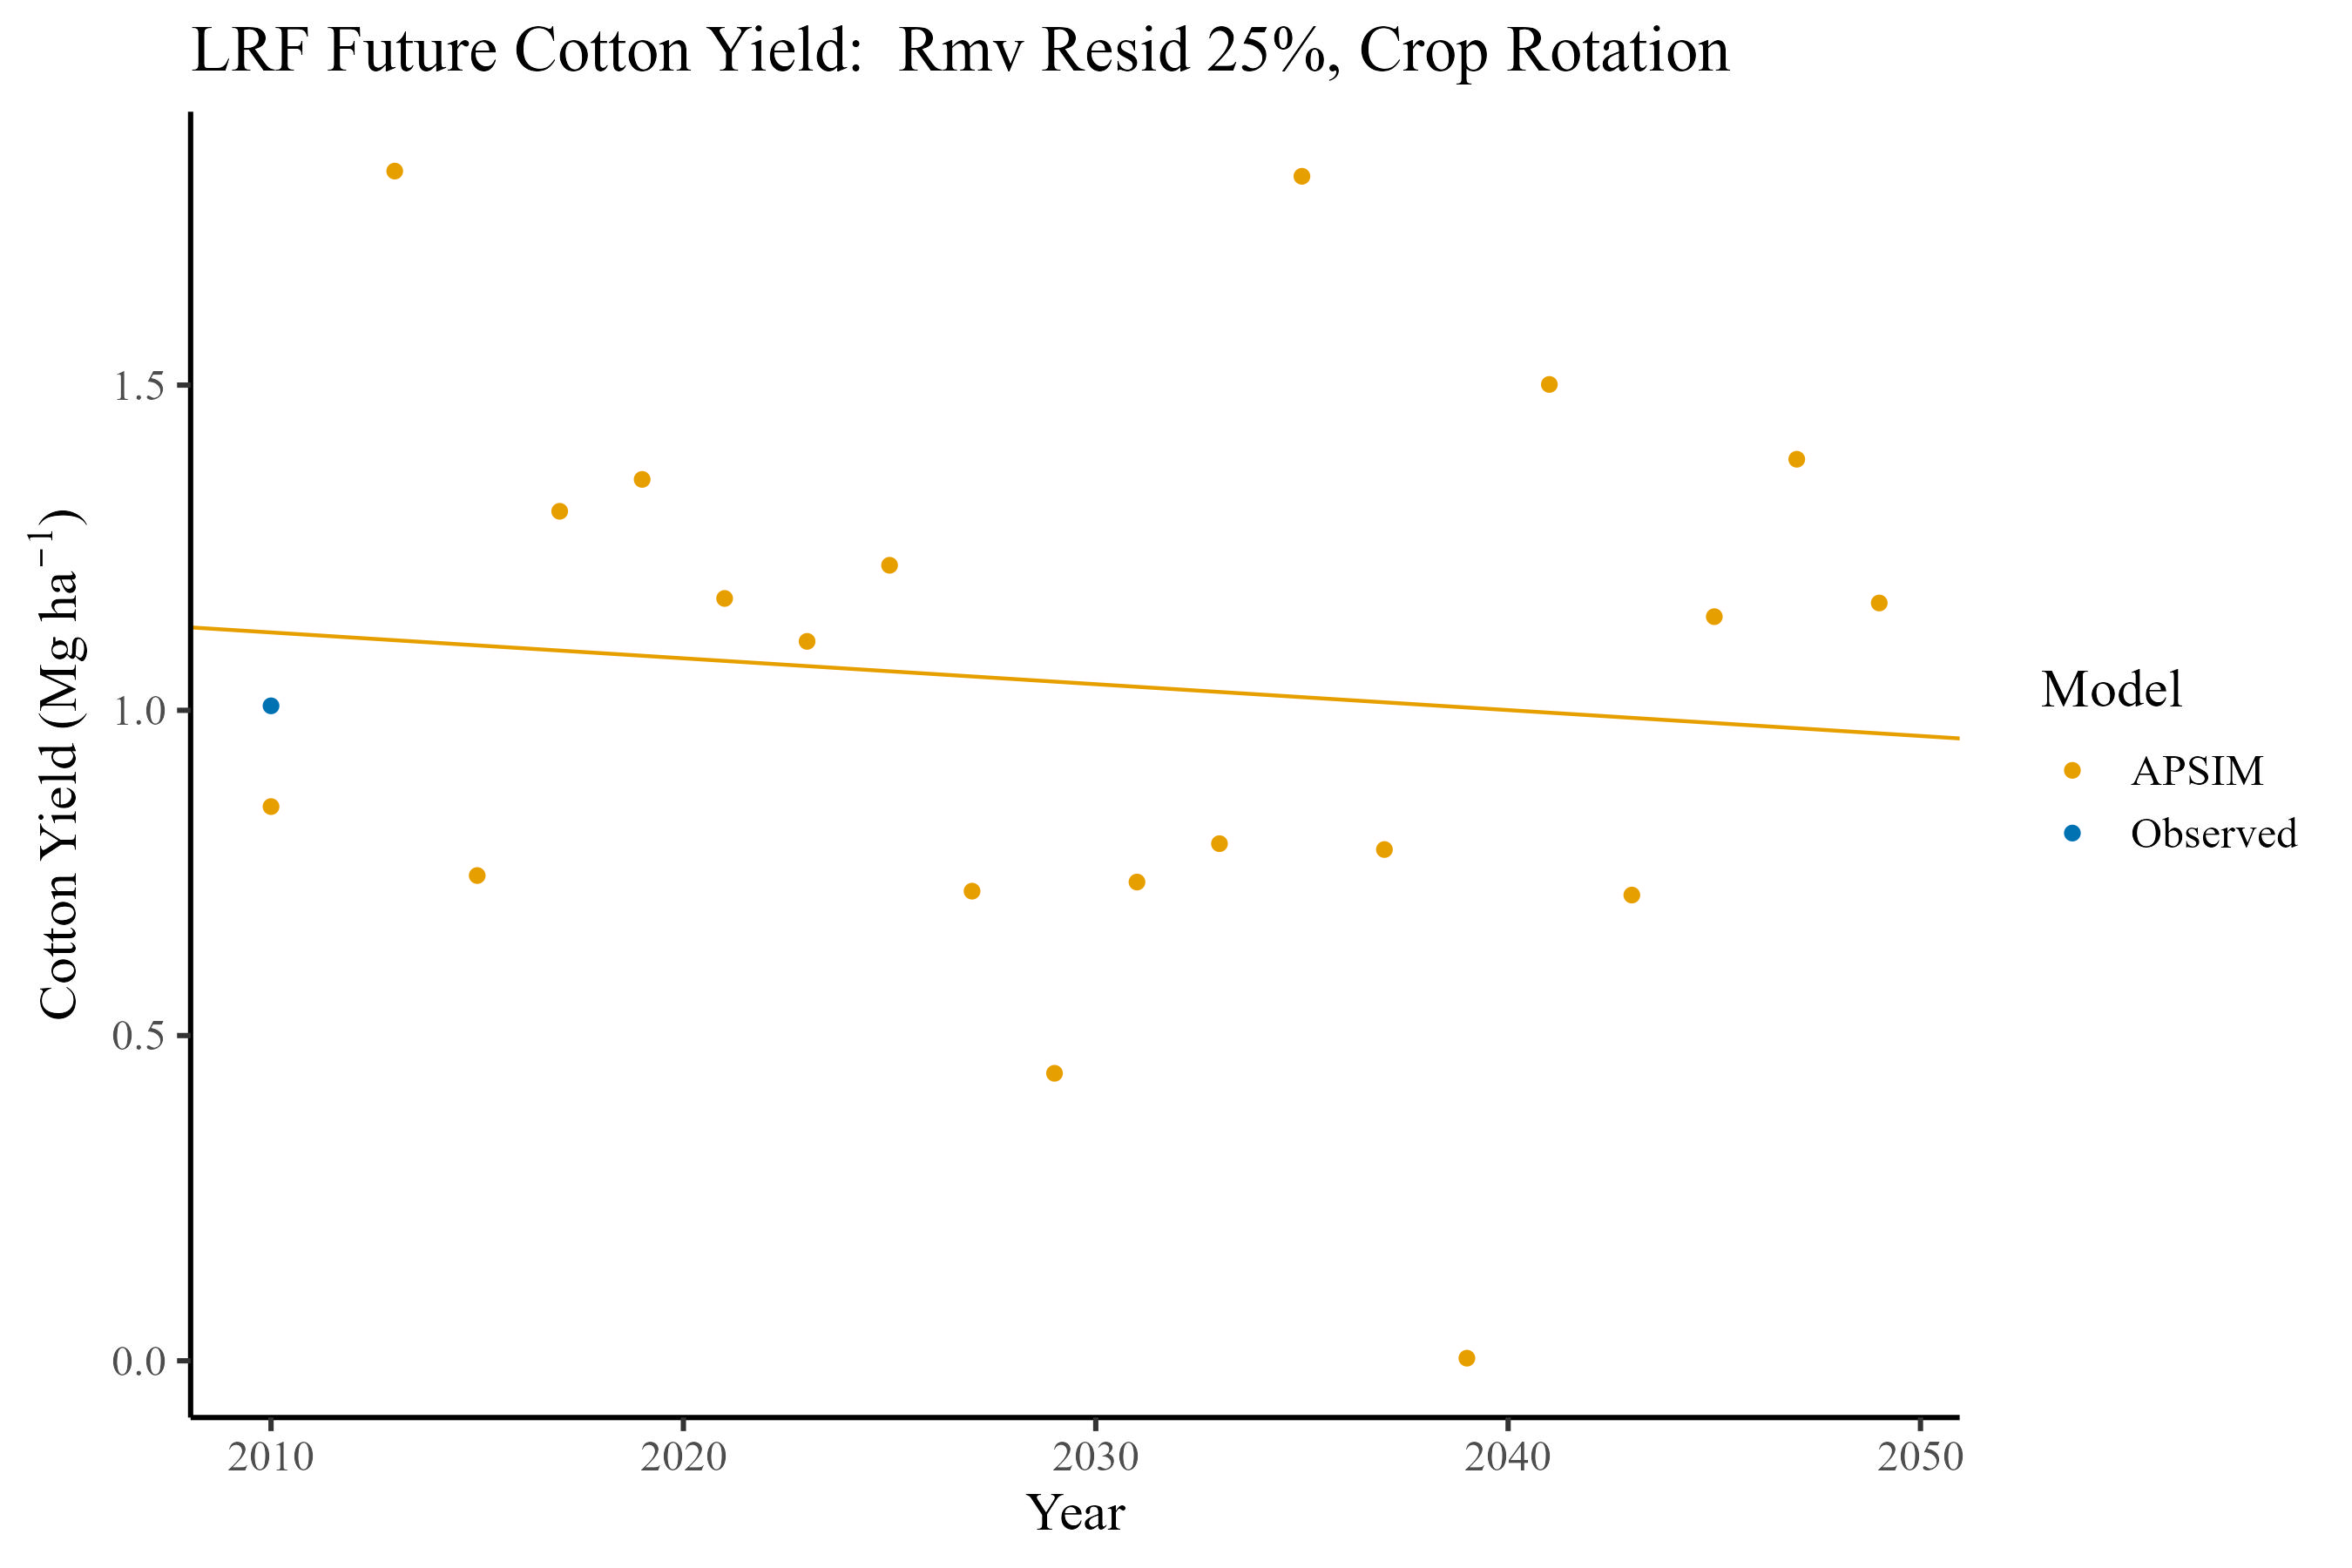 LRF Future Cotton Yield:  Rmv Resid 25%, Crop Rotation
Cotton Yield (Mg ha⁻¹)
1.5
1.0
0.5
0.0
2010 2020 2030 2040 2050
Year
Model
APSIM
Observed